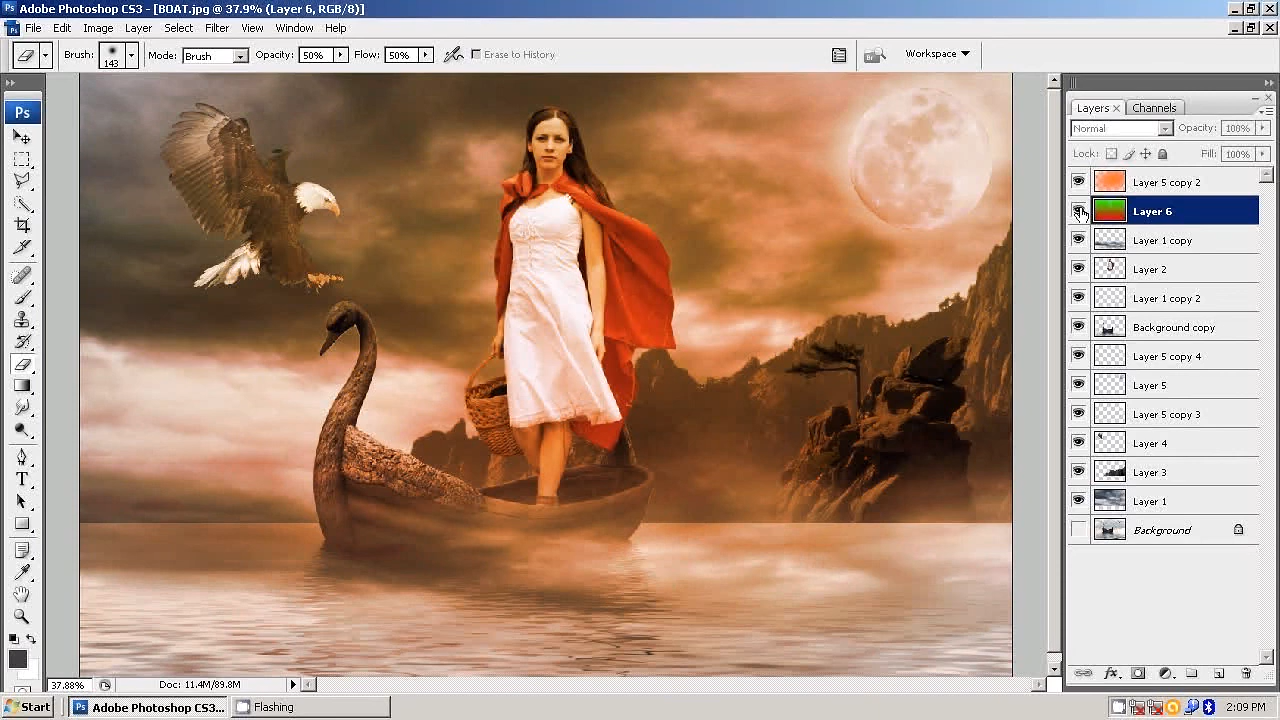 Adobe Photoshop CS3 - [BOAT.jpg @ 37.9% (Layer 6, RGB/8)]
File Edit Image Layer Select Filter View Window Help
Brush: 143 Mode: Brush Opacity: 50% Flow: 50% Erase to History Workspace
Ps
Layers Channels
Normal Opacity: 100%
Lock: Fill: 100%
Layer 5 copy 2
Layer 6
Layer 1 copy
Layer 2
Layer 1 copy 2
Background copy
Layer 5 copy 4
Layer 5
Layer 5 copy 3
Layer 4
Layer 3
Layer 1
Background
37.88% Doc: 11.4M/89.8M
Start Adobe Photoshop CS3... Flashing 2:09 PM